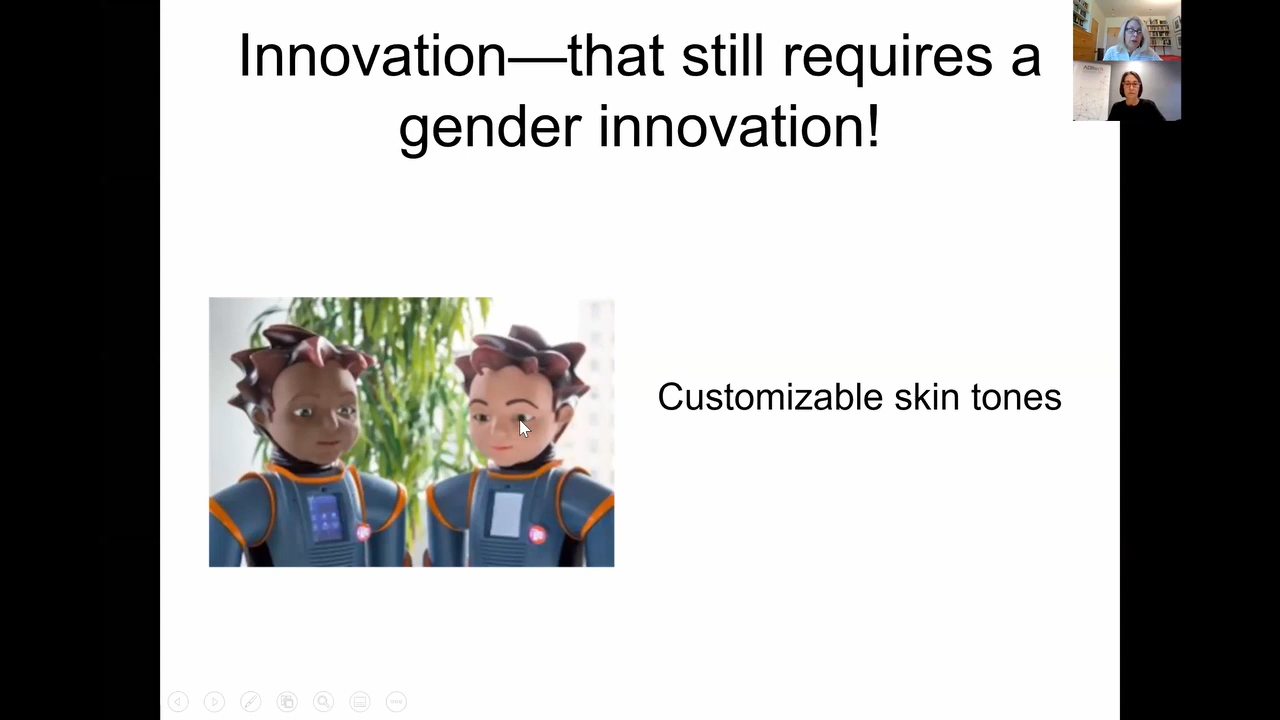 Innovation—that still requires a
gender innovation!
Customizable skin tones